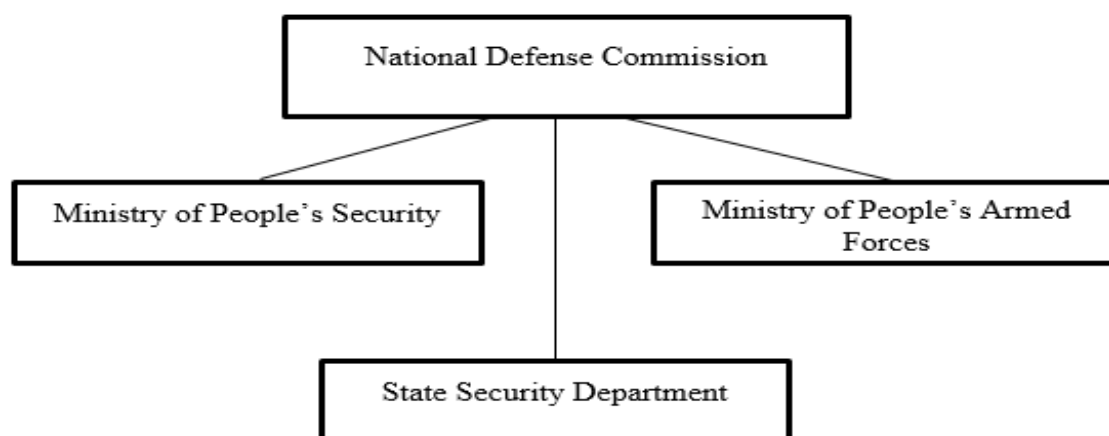 National Defense Commission
Ministry of People’s Security
Ministry of People’s Armed
Forces
State Security Department